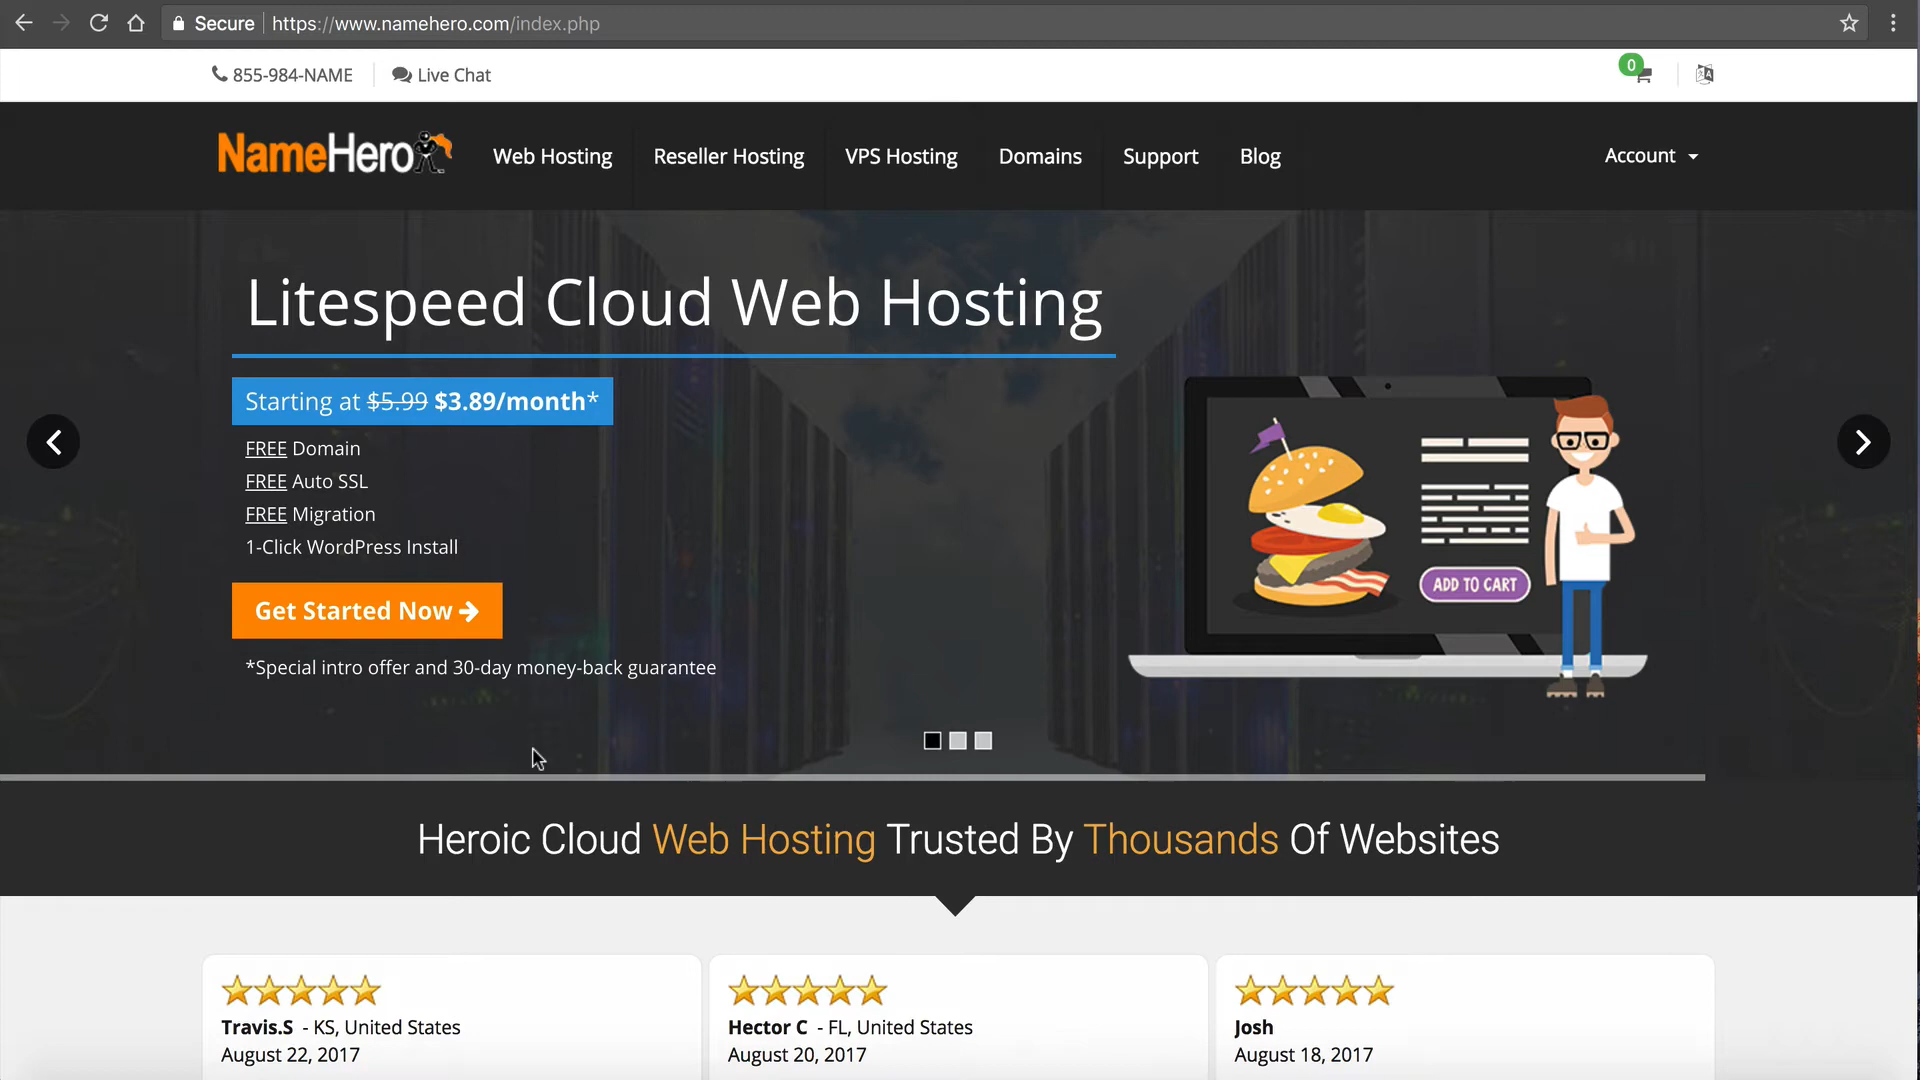 Secure https://www.namehero.com/index.php
855-984-NAME
Live Chat
0
NameHero
Web Hosting
Reseller Hosting
VPS Hosting
Domains
Support
Blog
Account
Litespeed Cloud Web Hosting
Starting at $5.99 $3.89/month*
FREE Domain
FREE Auto SSL
FREE Migration
1-Click WordPress Install
ADD TO CART
Get Started Now
*Special intro offer and 30-day money-back guarantee
Heroic Cloud Web Hosting Trusted By Thousands Of Websites
Travis.S - KS, United States
August 22, 2017
Hector C - FL, United States
August 20, 2017
Josh
August 18, 2017